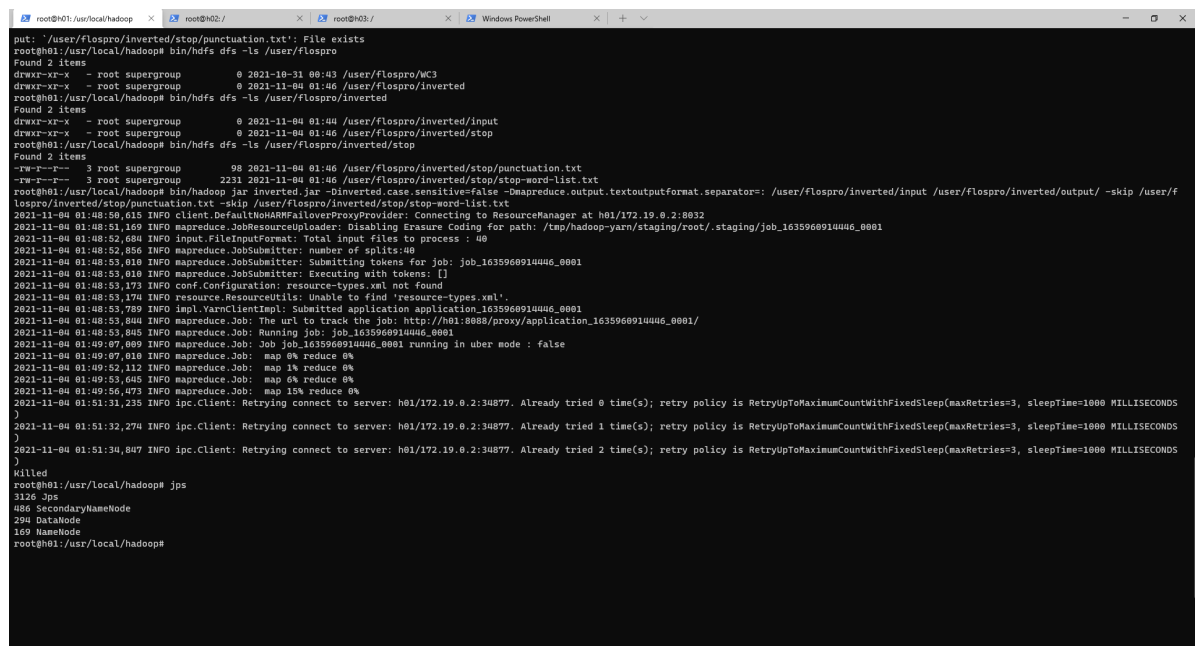 root@h01: /usr/local/hadoop
root@h02: /
root@h03: /
Windows PowerShell
put: `/user/flospro/inverted/stop/punctuation.txt': File exists
root@h01:/usr/local/hadoop# bin/hdfs dfs -ls /user/flospro
Found 2 items
drwxr-xr-x   - root supergroup          0 2021-10-31 00:43 /user/flospro/WC3
drwxr-xr-x   - root supergroup          0 2021-11-04 01:46 /user/flospro/inverted
root@h01:/usr/local/hadoop# bin/hdfs dfs -ls /user/flospro/inverted
Found 2 items
drwxr-xr-x   - root supergroup          0 2021-11-04 01:44 /user/flospro/inverted/input
drwxr-xr-x   - root supergroup          0 2021-11-04 01:46 /user/flospro/inverted/stop
root@h01:/usr/local/hadoop# bin/hdfs dfs -ls /user/flospro/inverted/stop
Found 2 items
-rw-r--r--   3 root supergroup         98 2021-11-04 01:46 /user/flospro/inverted/stop/punctuation.txt
-rw-r--r--   3 root supergroup       2231 2021-11-04 01:46 /user/flospro/inverted/stop/stop-word-list.txt
root@h01:/usr/local/hadoop# bin/hadoop jar inverted.jar -Dinverted.case.sensitive=false -Dmapreduce.output.textoutputformat.separator=: /user/flospro/inverted/input /user/flospro/inverted/output/ -skip /user/f
lospro/inverted/stop/punctuation.txt -skip /user/flospro/inverted/stop/stop-word-list.txt
2021-11-04 01:48:50,615 INFO client.DefaultNoHARMFailoverProxyProvider: Connecting to ResourceManager at h01/172.19.0.2:8032
2021-11-04 01:48:51,169 INFO mapreduce.JobResourceUploader: Disabling Erasure Coding for path: /tmp/hadoop-yarn/staging/root/.staging/job_1635960914446_0001
2021-11-04 01:48:52,684 INFO input.FileInputFormat: Total input files to process : 40
2021-11-04 01:48:52,856 INFO mapreduce.JobSubmitter: number of splits:40
2021-11-04 01:48:53,010 INFO mapreduce.JobSubmitter: Submitting tokens for job: job_1635960914446_0001
2021-11-04 01:48:53,010 INFO mapreduce.JobSubmitter: Executing with tokens: []
2021-11-04 01:48:53,173 INFO conf.Configuration: resource-types.xml not found
2021-11-04 01:48:53,174 INFO resource.ResourceUtils: Unable to find 'resource-types.xml'.
2021-11-04 01:48:53,789 INFO impl.YarnClientImpl: Submitted application application_1635960914446_0001
2021-11-04 01:48:53,844 INFO mapreduce.Job: The url to track the job: http://h01:8088/proxy/application_1635960914446_0001/
2021-11-04 01:48:53,845 INFO mapreduce.Job: Running job: job_1635960914446_0001
2021-11-04 01:49:07,009 INFO mapreduce.Job: Job job_1635960914446_0001 running in uber mode : false
2021-11-04 01:49:07,010 INFO mapreduce.Job:  map 0% reduce 0%
2021-11-04 01:49:52,112 INFO mapreduce.Job:  map 1% reduce 0%
2021-11-04 01:49:53,645 INFO mapreduce.Job:  map 6% reduce 0%
2021-11-04 01:49:56,473 INFO mapreduce.Job:  map 15% reduce 0%
2021-11-04 01:51:31,235 INFO ipc.Client: Retrying connect to server: h01/172.19.0.2:34877. Already tried 0 time(s); retry policy is RetryUpToMaximumCountWithFixedSleep(maxRetries=3, sleepTime=1000 MILLISECONDS
)
2021-11-04 01:51:32,274 INFO ipc.Client: Retrying connect to server: h01/172.19.0.2:34877. Already tried 1 time(s); retry policy is RetryUpToMaximumCountWithFixedSleep(maxRetries=3, sleepTime=1000 MILLISECONDS
)
2021-11-04 01:51:34,847 INFO ipc.Client: Retrying connect to server: h01/172.19.0.2:34877. Already tried 2 time(s); retry policy is RetryUpToMaximumCountWithFixedSleep(maxRetries=3, sleepTime=1000 MILLISECONDS
)
Killed
root@h01:/usr/local/hadoop# jps
3126 Jps
486 SecondaryNameNode
294 DataNode
169 NameNode
root@h01:/usr/local/hadoop#